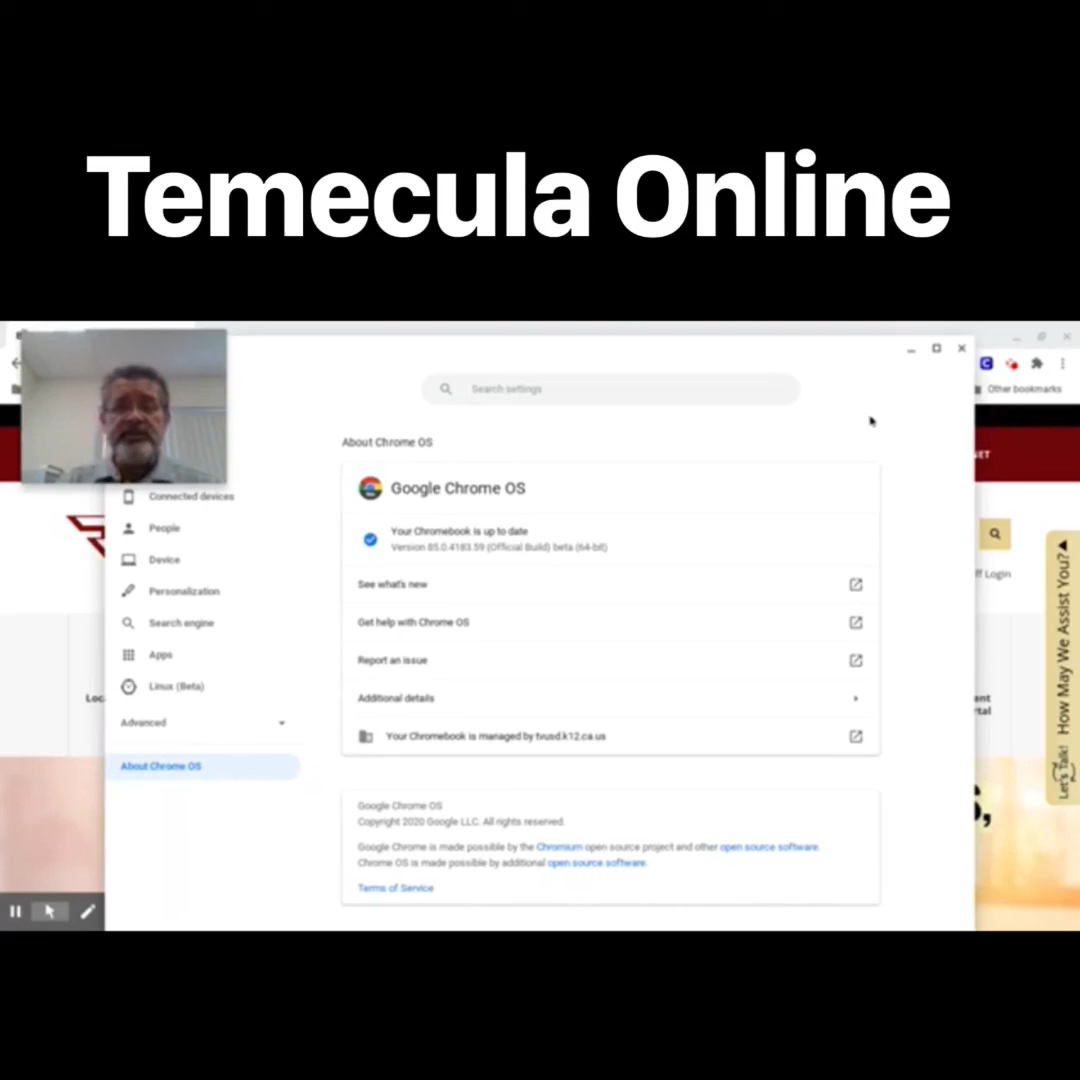 Temecula Online
Search settings
Other bookmarks
About Chrome OS
Google Chrome OS
Connected devices
Your Chromebook is up to date
Version 85.0.4183.59 (Official Build) beta (64-bit)
People
Device
See what's new
Personalization
Get help with Chrome OS
Search engine
Report an issue
Apps
Linux (Beta)
Additional details
Advanced
Your Chromebook is managed by tvusd.k12.ca.us
About Chrome OS
Google Chrome OS
Copyright 2020 Google LLC. All rights reserved.
Google Chrome is made possible by the Chromium open source project and other open source software.
Chrome OS is made possible by additional open source software.
Terms of Service
Login
Let's Talk! How May We Assist You?